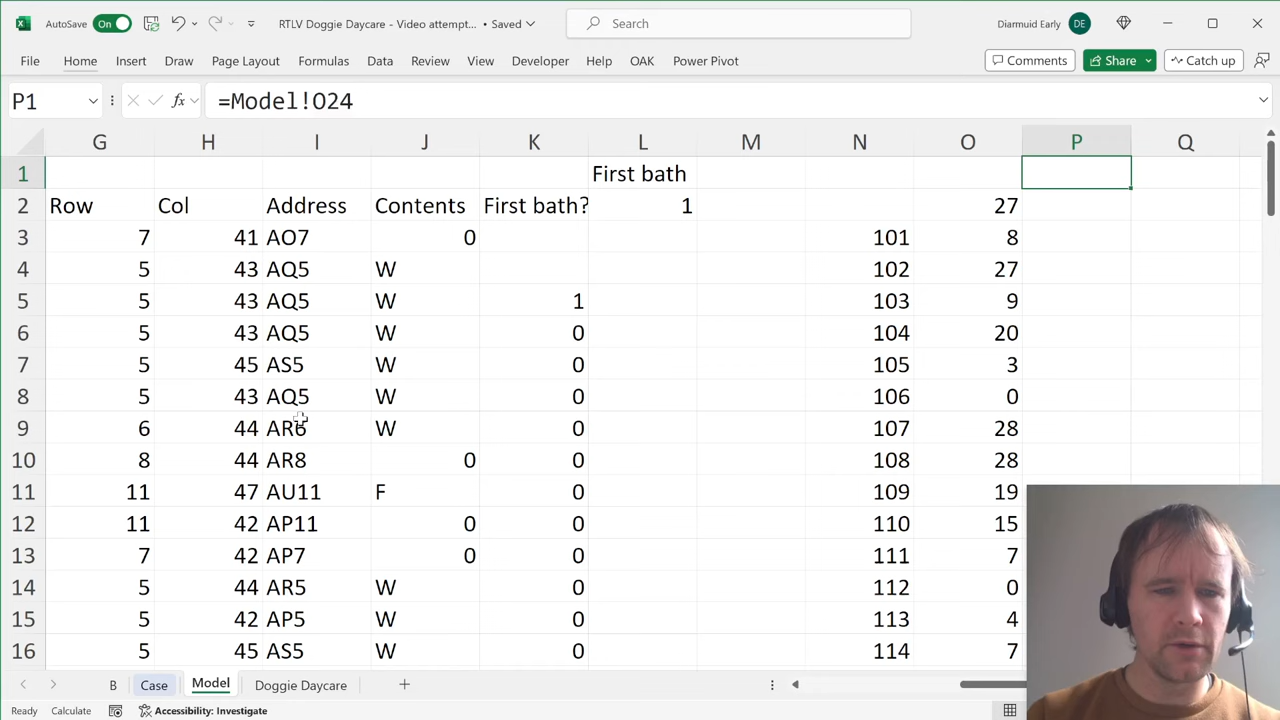 AutoSave On RTLV Doggie Daycare - Video attempt... • Saved Search Diarmuid Early DE
File Home Insert Draw Page Layout Formulas Data Review View Developer Help OAK Power Pivot Comments Share Catch up
P1 fx =Model!O24
G H I J K L M N O P Q
1 First bath
2 Row Col Address Contents First bath? 1 27
3 7 41 AO7 0 101 8
4 5 43 AQ5 W 102 27
5 5 43 AQ5 W 1 103 9
6 5 43 AQ5 W 0 104 20
7 5 45 AS5 W 0 105 3
8 5 43 AQ5 W 0 106 0
9 6 44 AR6 W 0 107 28
10 8 44 AR8 0 0 108 28
11 11 47 AU11 F 0 109 19
12 11 42 AP11 0 0 110 15
13 7 42 AP7 0 0 111 7
14 5 44 AR5 W 0 112 0
15 5 42 AP5 W 0 113 4
16 5 45 AS5 W 0 114 7
B Case Model Doggie Daycare
Ready Calculate Accessibility: Investigate